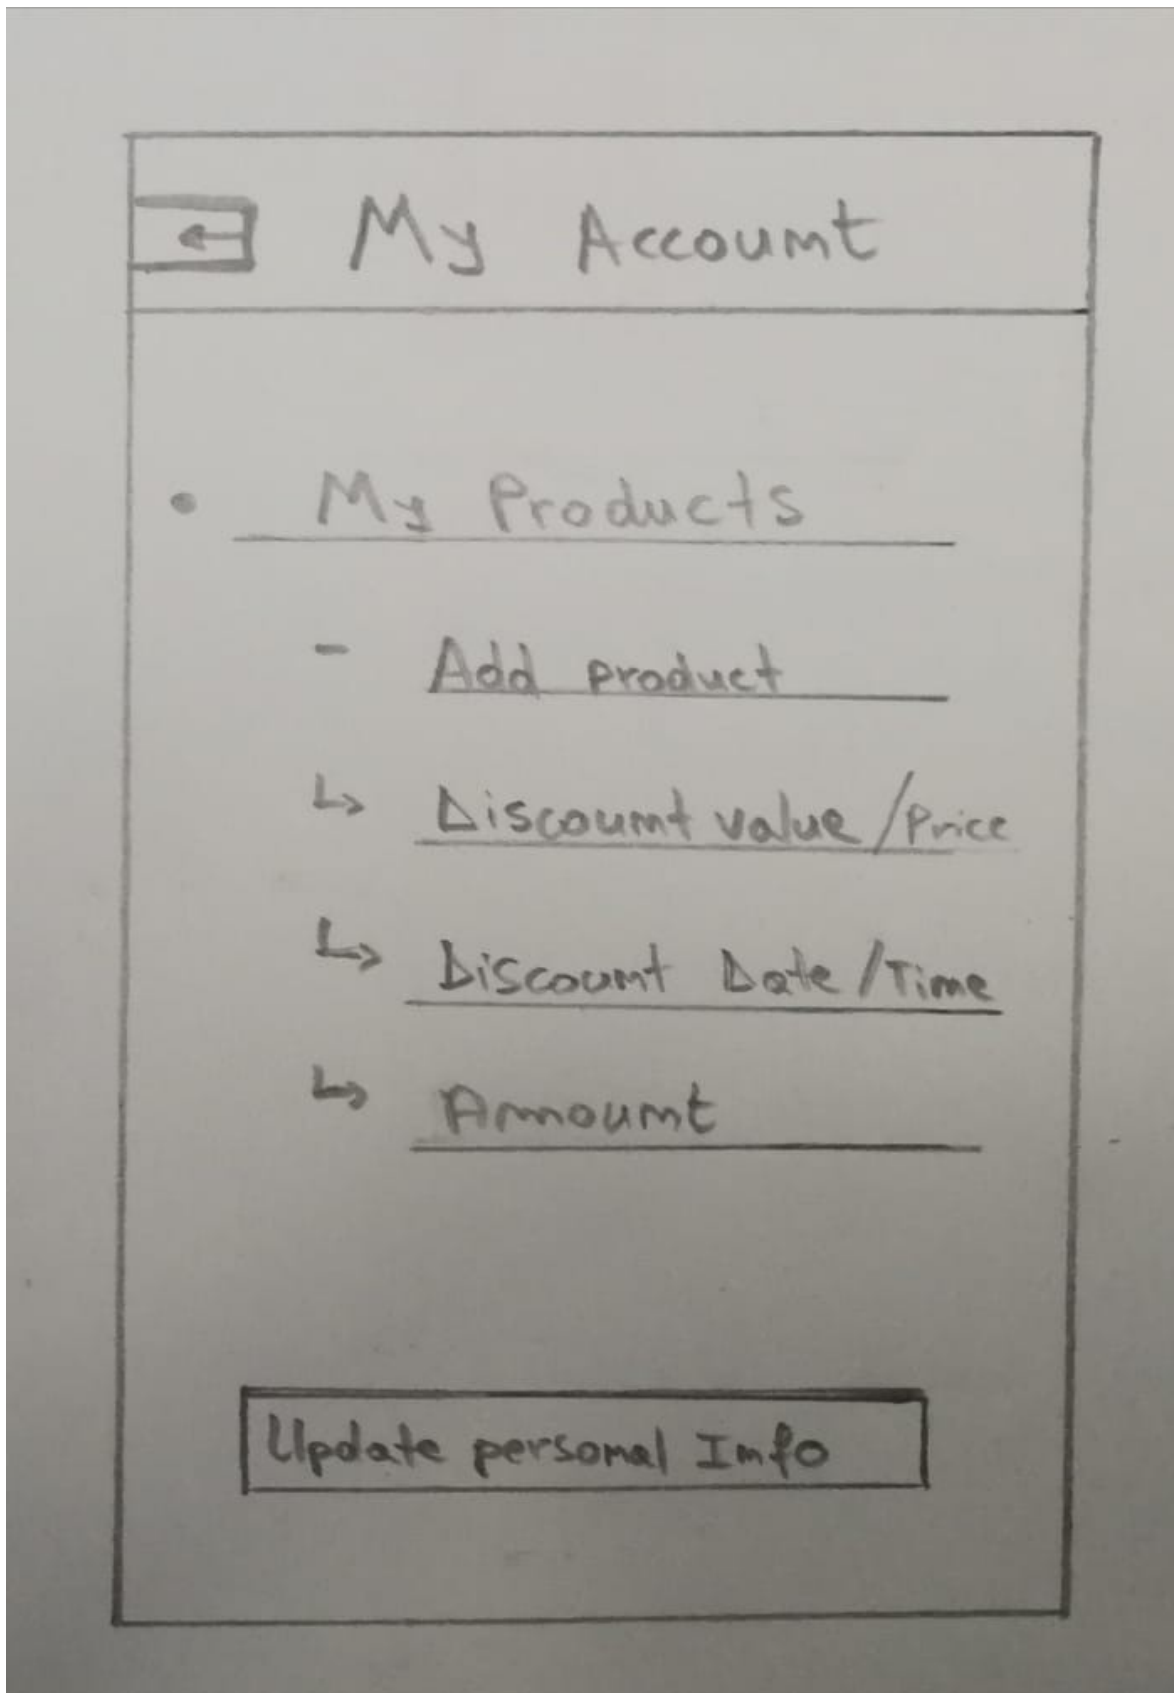 My Account
My Products
- Add product
↳ Discount value/Price
↳ Discount Date/Time
↳ Amount
Update personal Info